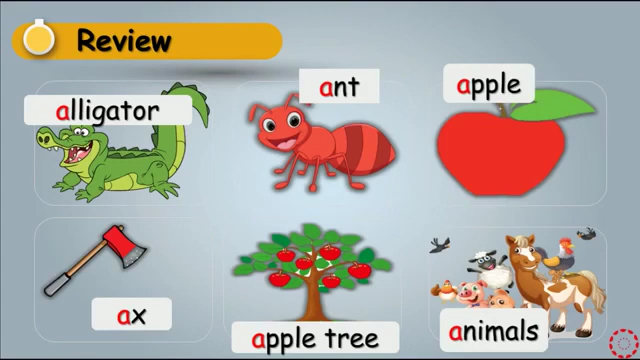 Review
alligator
ant
apple
ax
apple tree
animals